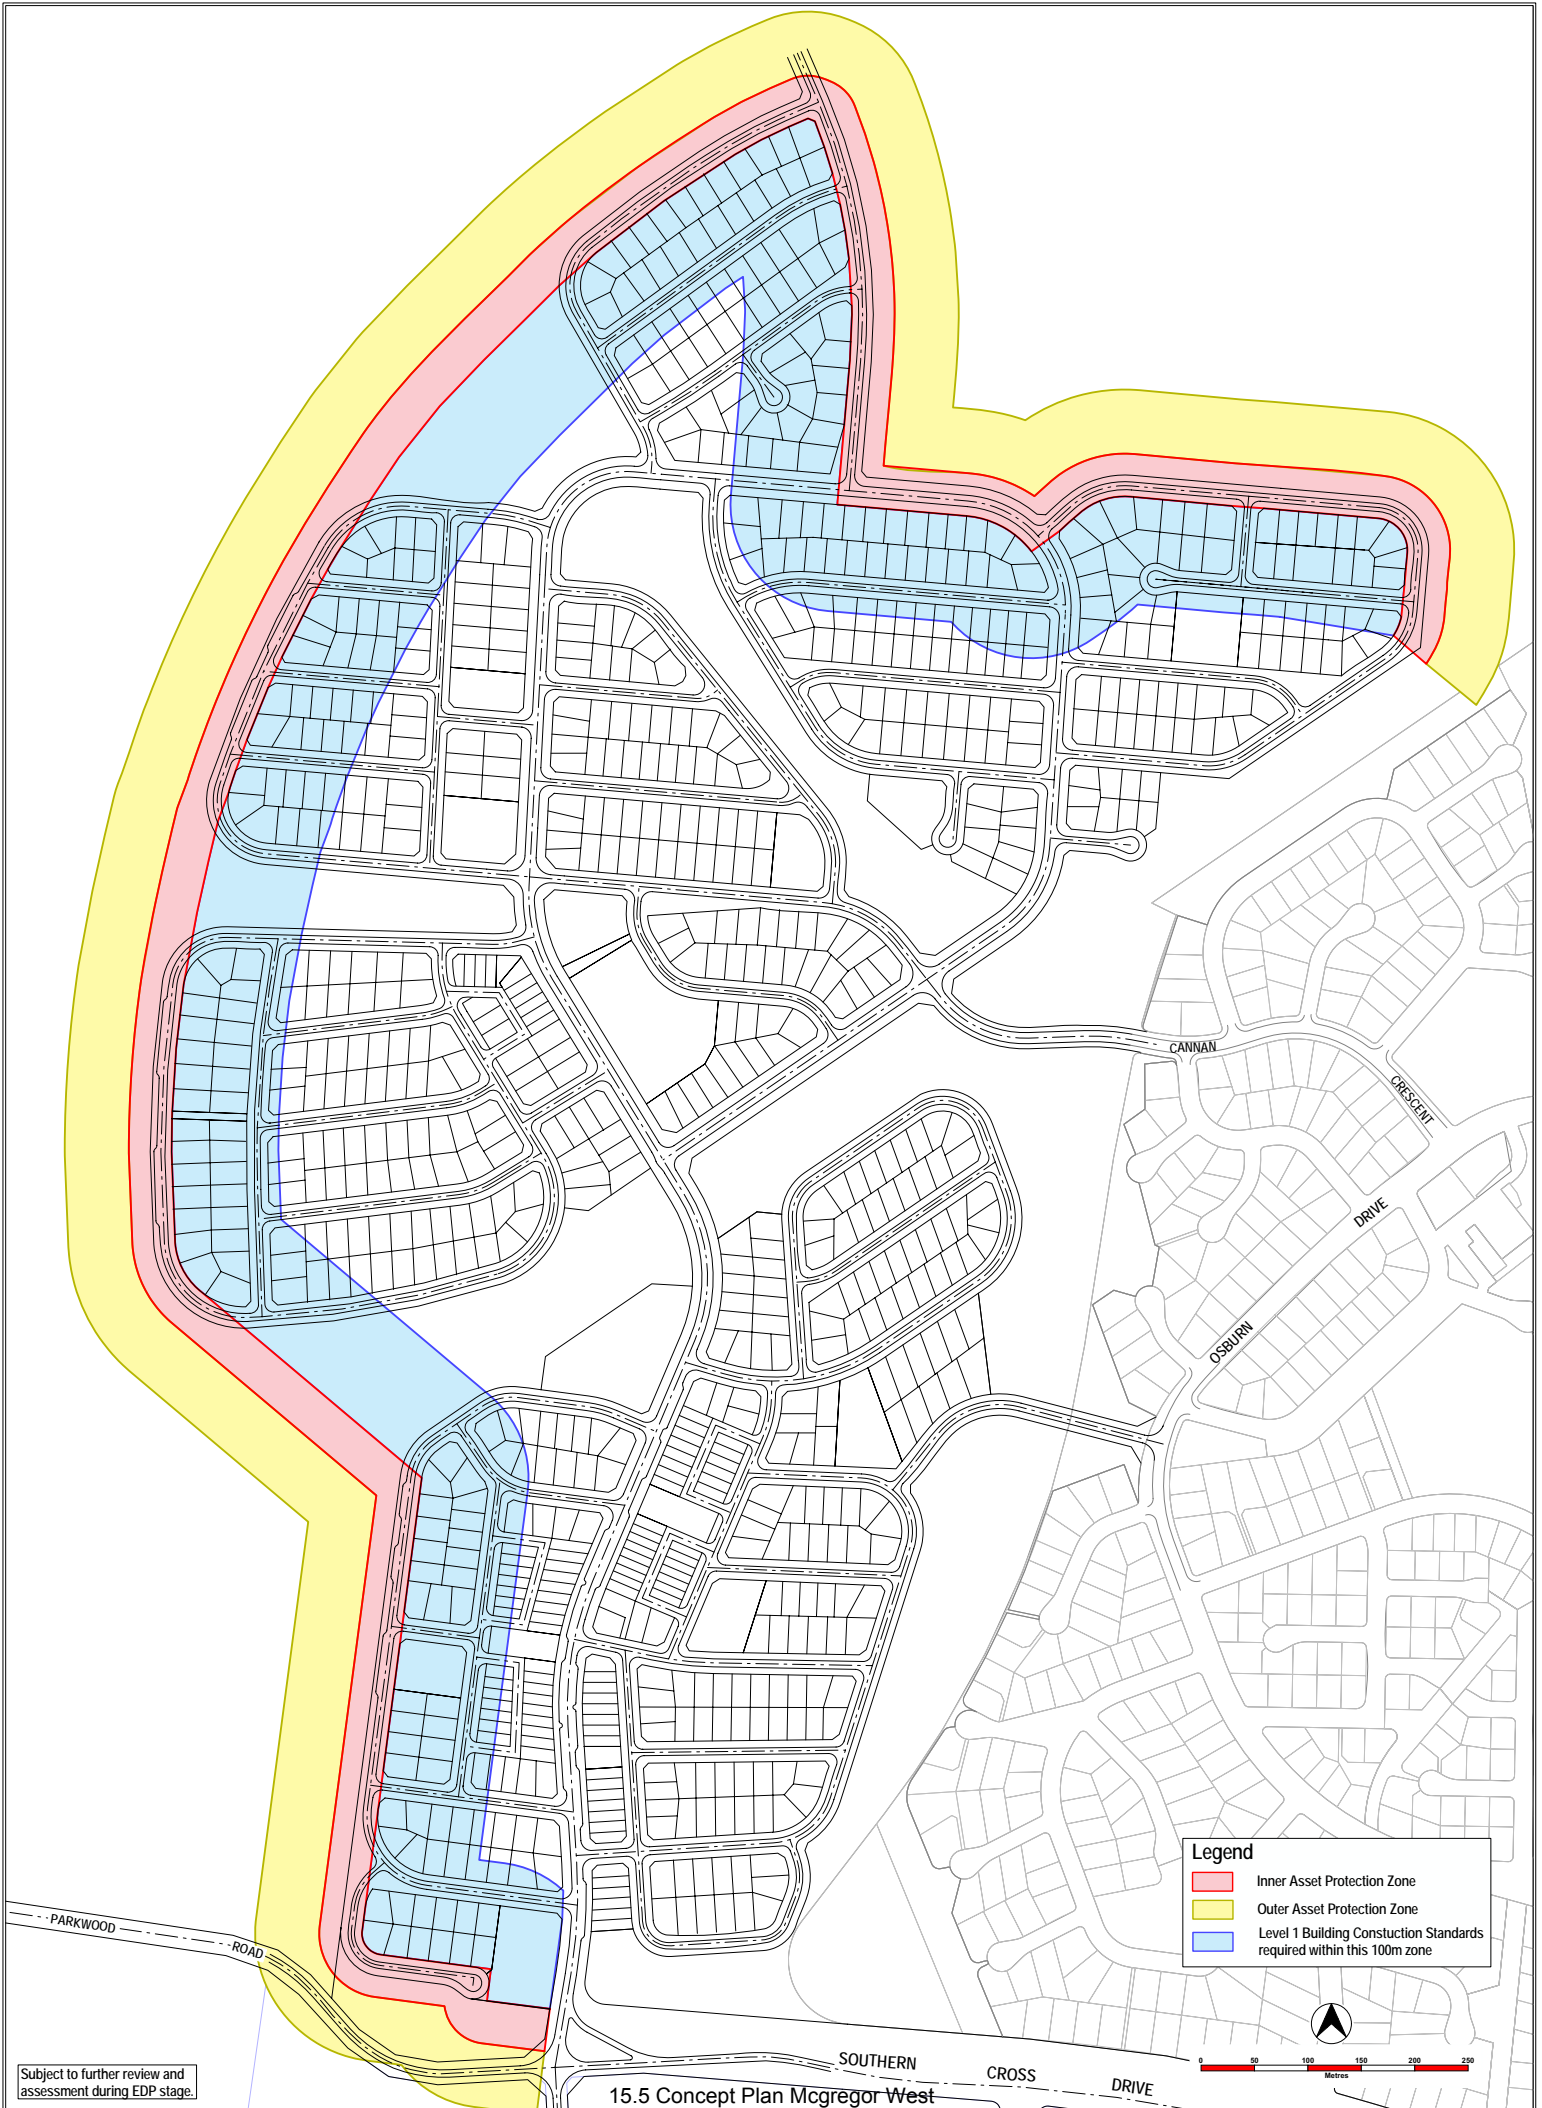 CANNAN
CRESCENT
DRIVE
OSBURN
Legend
Inner Asset Protection Zone
Outer Asset Protection Zone
Level 1 Building Constuction Standards
required within this 100m zone
PARKWOOD
ROAD
0 50 100 150 200 250
Metres
SOUTHERN CROSS DRIVE
Subject to further review and
assessment during EDP stage.
15.5 Concept Plan Mcgregor West